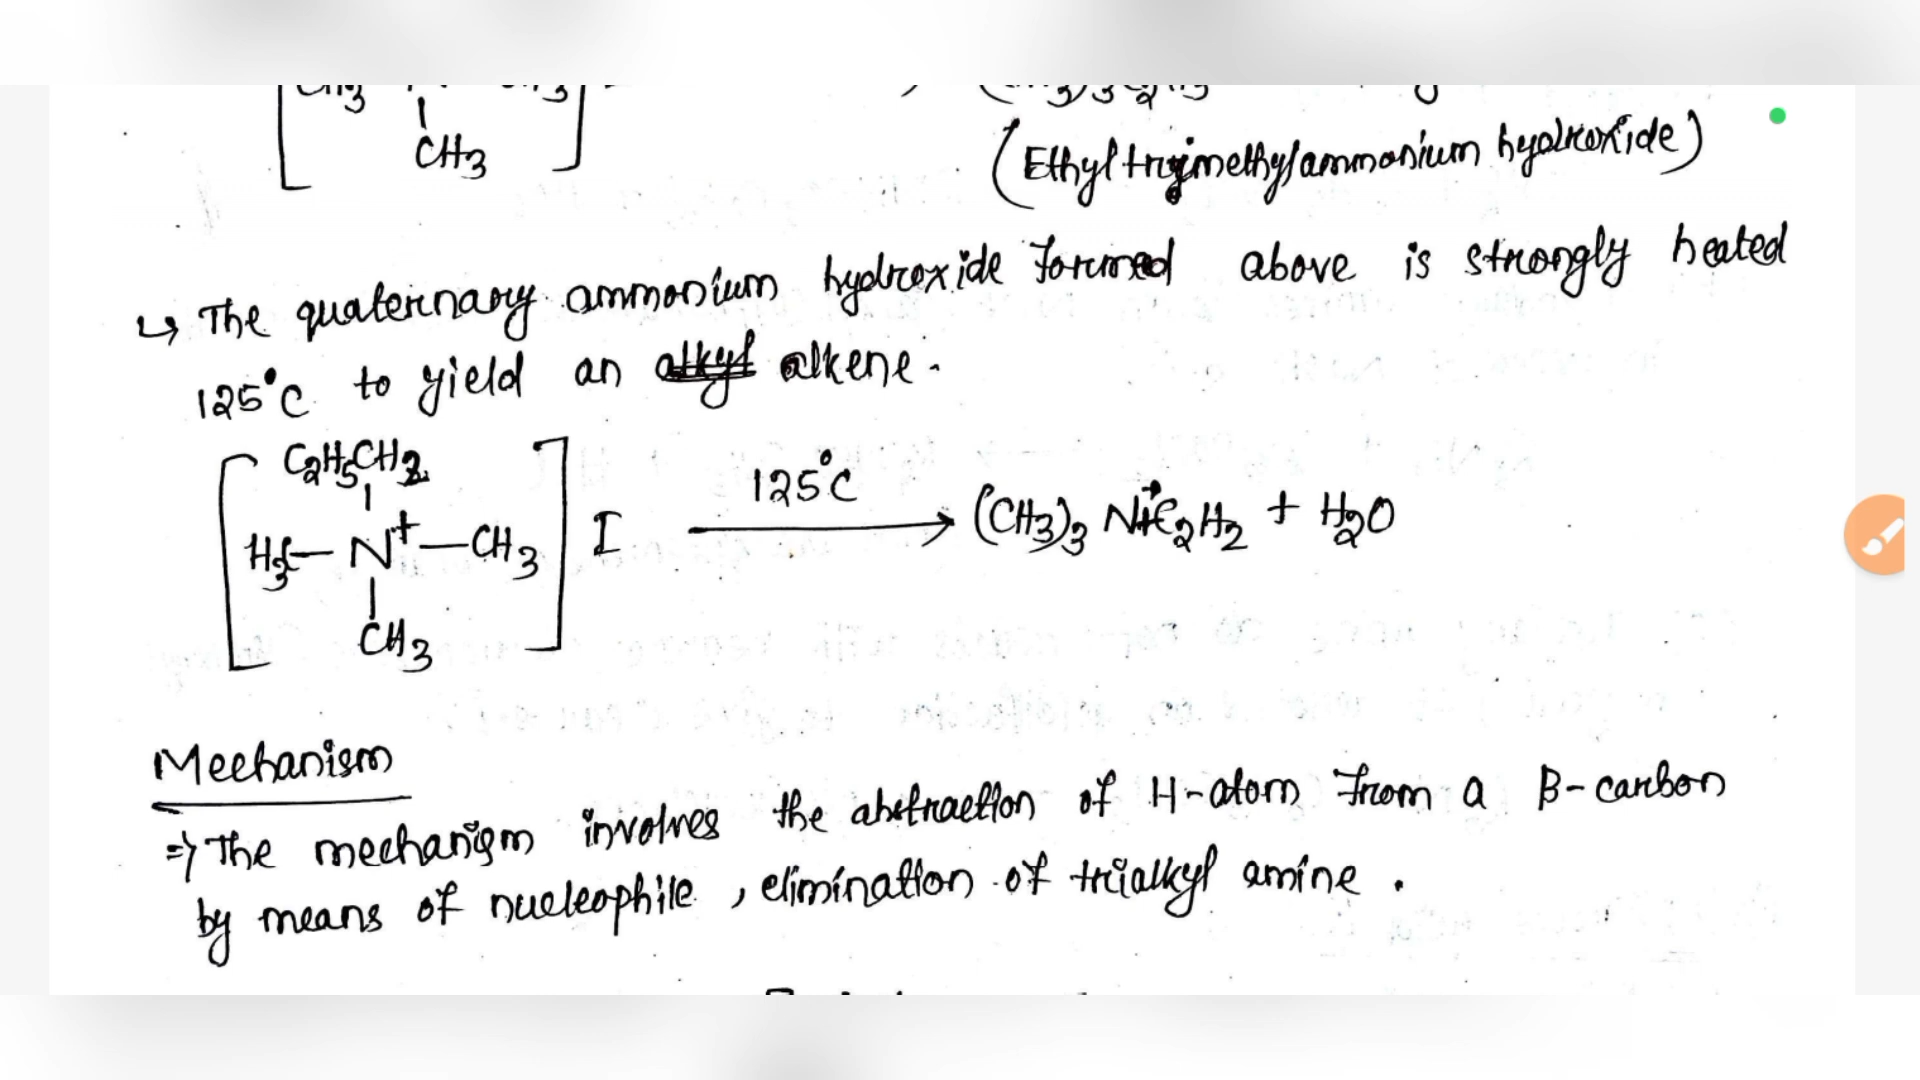 CH3
(Ethyl trimethylammonium hydroxide)
↳ The quaternary ammonium hydroxide formed above is strongly heated
125°C to yield an alkene.
C2H5CH2
H3C — N+ — CH3 I 125°C → (CH3)3 N + C2H2 + H2O
CH3
Mechanism
⇒ The mechanism involves the abstraction of H-atom from a β-carbon
by means of nucleophile, elimination of trialkyl amine.